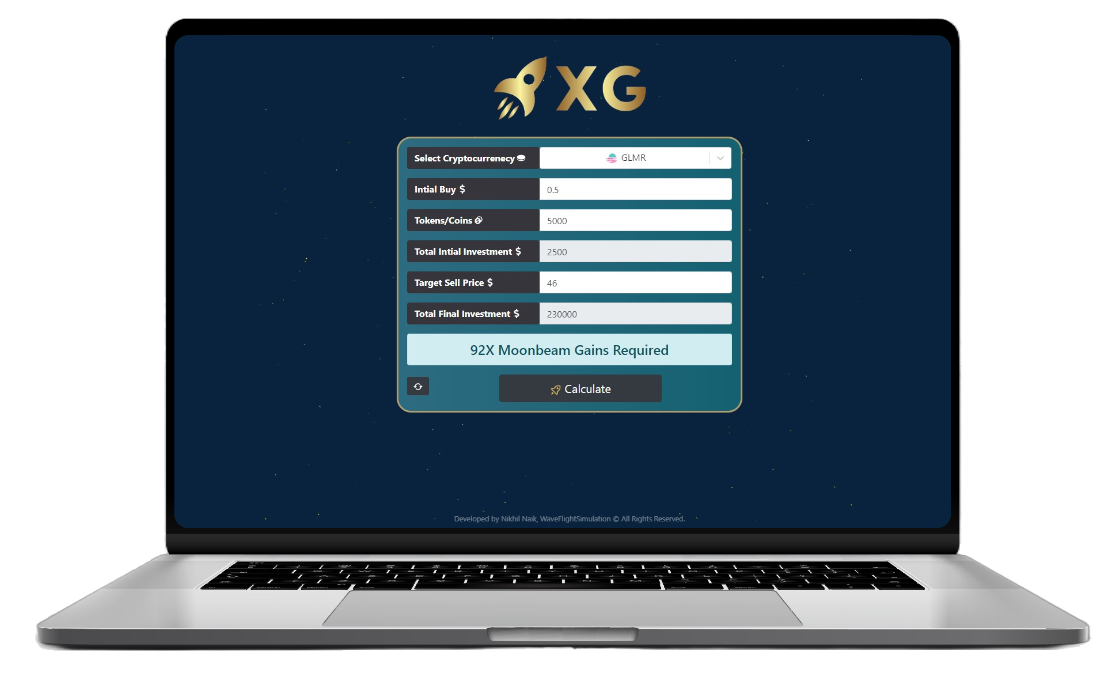 XG
Select Cryptocurrenecy
GLMR
Intial Buy $
0.5
Tokens/Coins
5000
Total Intial Investment $
2500
Target Sell Price $
46
Total Final Investment $
230000
92X Moonbeam Gains Required
Calculate
Developed by Nikhil Naik, WaveFlightSimulation © All Rights Reserved.